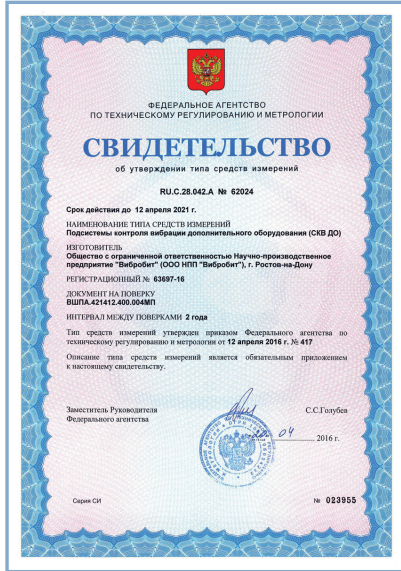 ФЕДЕРАЛЬНОЕ АГЕНТСТВО
ПО ТЕХНИЧЕСКОМУ РЕГУЛИРОВАНИЮ И МЕТРОЛОГИИ
СВИДЕТЕЛЬСТВО
об утверждении типа средств измерений
RU.C.28.042.A № 62024
Срок действия до 12 апреля 2021 г.
НАИМЕНОВАНИЕ ТИПА СРЕДСТВ ИЗМЕРЕНИЙ
Подсистемы контроля вибрации дополнительного оборудования (СКВ ДО)
ИЗГОТОВИТЕЛЬ
Общество с ограниченной ответственностью Научно-производственное
предприятие "Вибробит" (ООО НПП "Вибробит"), г. Ростов-на-Дону
РЕГИСТРАЦИОННЫЙ № 63697-16
ДОКУМЕНТ НА ПОВЕРКУ
ВШПА.421412.400.004МП
ИНТЕРВАЛ МЕЖДУ ПОВЕРКАМИ 2 года
Тип средств измерений утвержден приказом Федерального агентства по
техническому регулированию и метрологии от 12 апреля 2016 г. № 417
Описание типа средств измерений является обязательным приложением
к настоящему свидетельству.
Заместитель Руководителя С.С.Голубев
Федерального агентства
04 2016 г.
Серия СИ № 023955